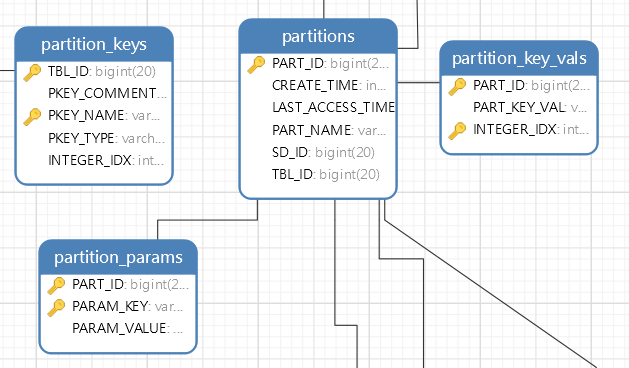 partition_keys
TBL_ID: bigint(20)
PKEY_COMMENT...
PKEY_NAME: var...
PKEY_TYPE: varch...
INTEGER_IDX: int...
partitions
PART_ID: bigint(2...
CREATE_TIME: in...
LAST_ACCESS_TIME
PART_NAME: var...
SD_ID: bigint(20)
TBL_ID: bigint(20)
partition_key_vals
PART_ID: bigint(2...
PART_KEY_VAL: v...
INTEGER_IDX: int...
partition_params
PART_ID: bigint(2...
PARAM_KEY: var...
PARAM_VALUE: ...